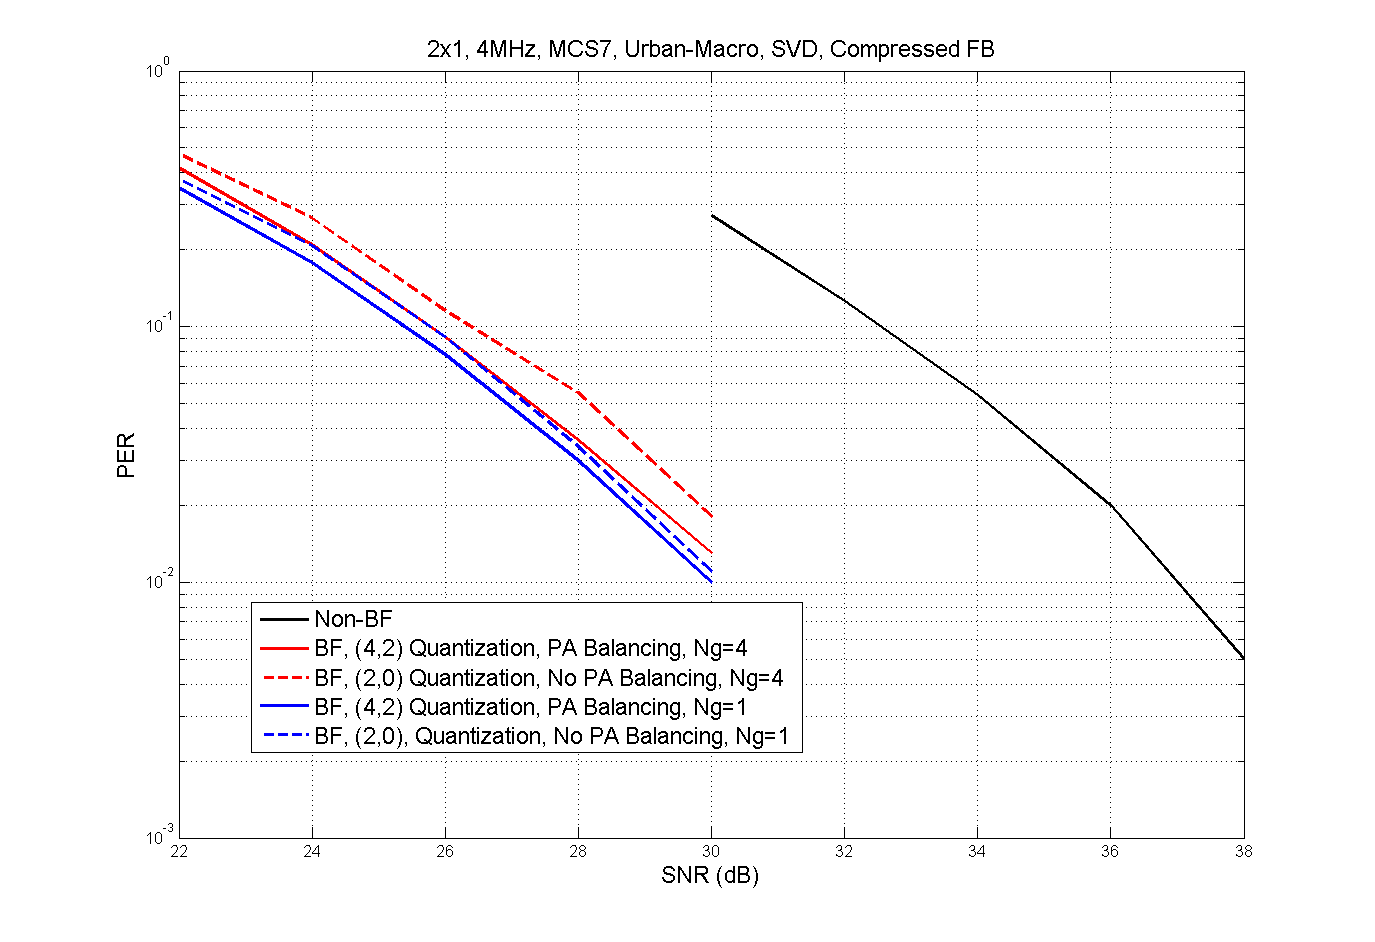 2x1, 4MHz, MCS7, Urban-Macro, SVD, Compressed FB
10^0
10^-1
10^-2
10^-3
PER
Non-BF
BF, (4,2) Quantization, PA Balancing, Ng=4
BF, (2,0) Quantization, No PA Balancing, Ng=4
BF, (4,2) Quantization, PA Balancing, Ng=1
BF, (2,0), Quantization, No PA Balancing, Ng=1
22 24 26 28 30 32 34 36 38
SNR (dB)